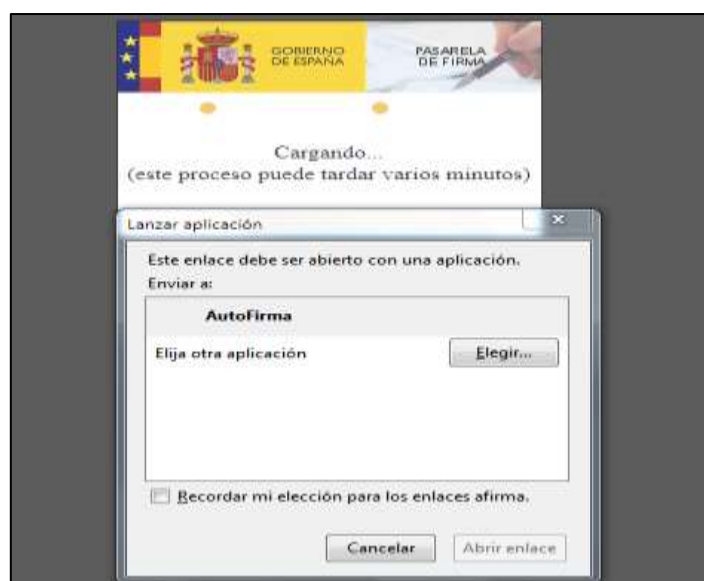 GOBIERNO
DE ESPAÑA
PASARELA
DE FIRMA
Cargando...
(este proceso puede tardar varios minutos)
Lanzar aplicación
Este enlace debe ser abierto con una aplicación.
Enviar a:
AutoFirma
Elija otra aplicación
Elegir...
Recordar mi elección para los enlaces afirma.
Cancelar
Abrir enlace